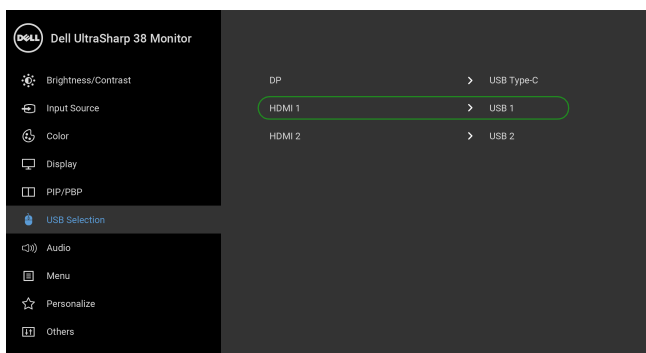 DELL Dell UltraSharp 38 Monitor
Brightness/Contrast
Input Source
Color
Display
PIP/PBP
USB Selection
Audio
Menu
Personalize
Others
DP > USB Type-C
HDMI 1 > USB 1
HDMI 2 > USB 2